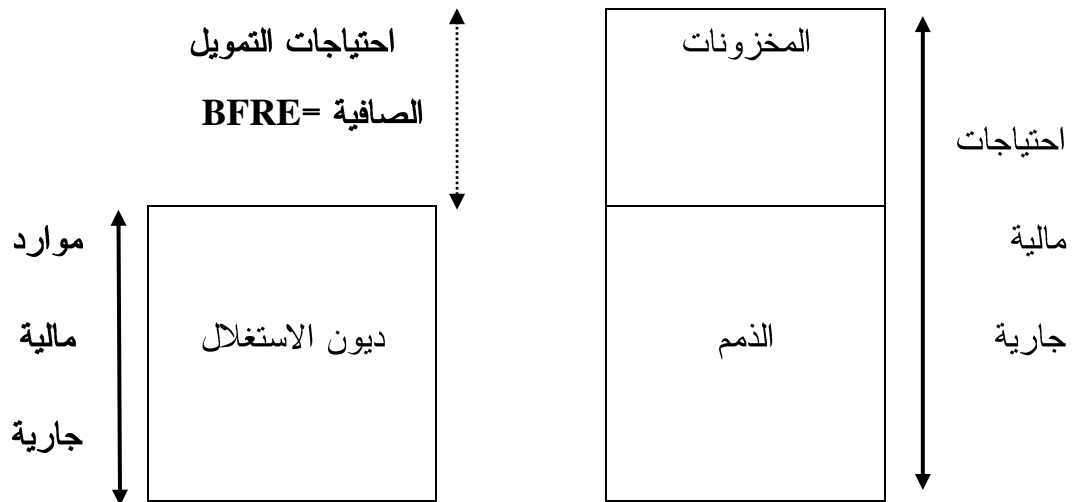 المخزونات
احتياجات التمويل
الصافية =BFRE
احتياجات
مالية
جارية
الذمم
ديون الاستغلال
موارد
مالية
جارية